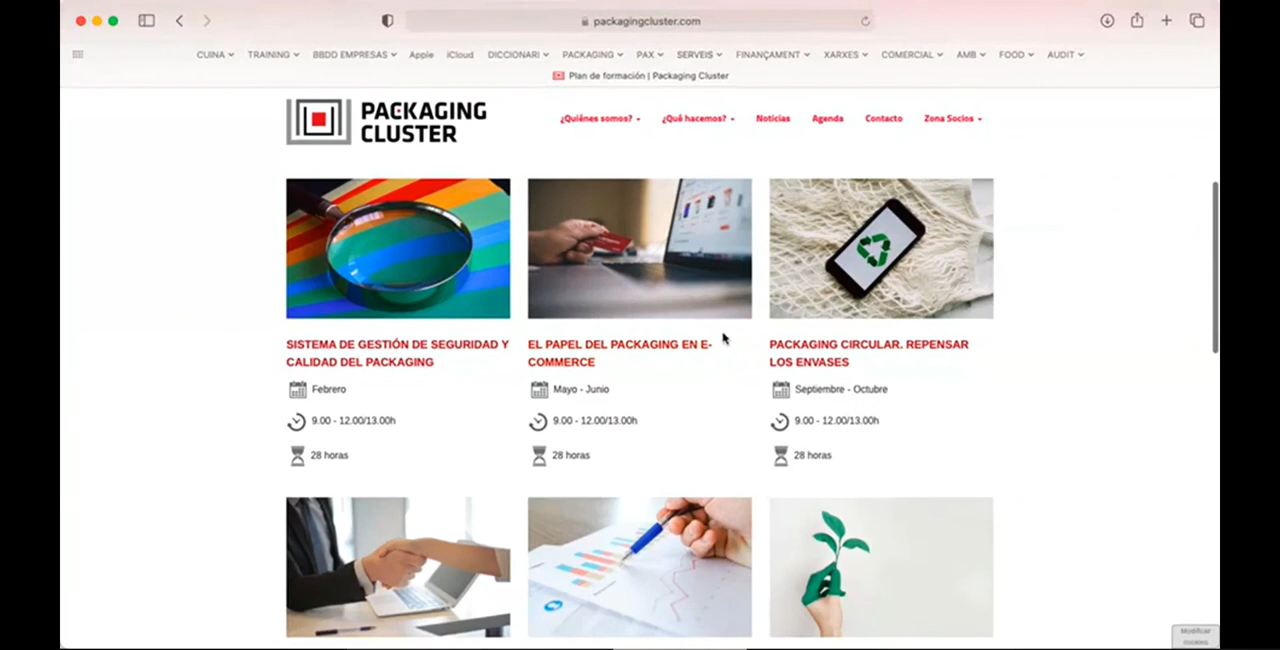 packagingcluster.com
CUINA TRAINING BBDD EMPRESAS Apple iCloud DICCIONARI PACKAGING PAX SERVEIS FINANÇAMENT XARXES COMERCIAL AMB FOOD AUDIT
Plan de formación | Packaging Cluster
PACKAGING
CLUSTER
¿Quiénes somos? ¿Qué hacemos? Noticias Agenda Contacto Zona Socios
SISTEMA DE GESTIÓN DE SEGURIDAD Y
CALIDAD DEL PACKAGING
Febrero
9.00 - 12.00/13.00h
28 horas
EL PAPEL DEL PACKAGING EN E-
COMMERCE
Mayo - Junio
9.00 - 12.00/13.00h
28 horas
PACKAGING CIRCULAR. REPENSAR
LOS ENVASES
Septiembre - Octubre
9.00 - 12.00/13.00h
28 horas
Modificar
cookies